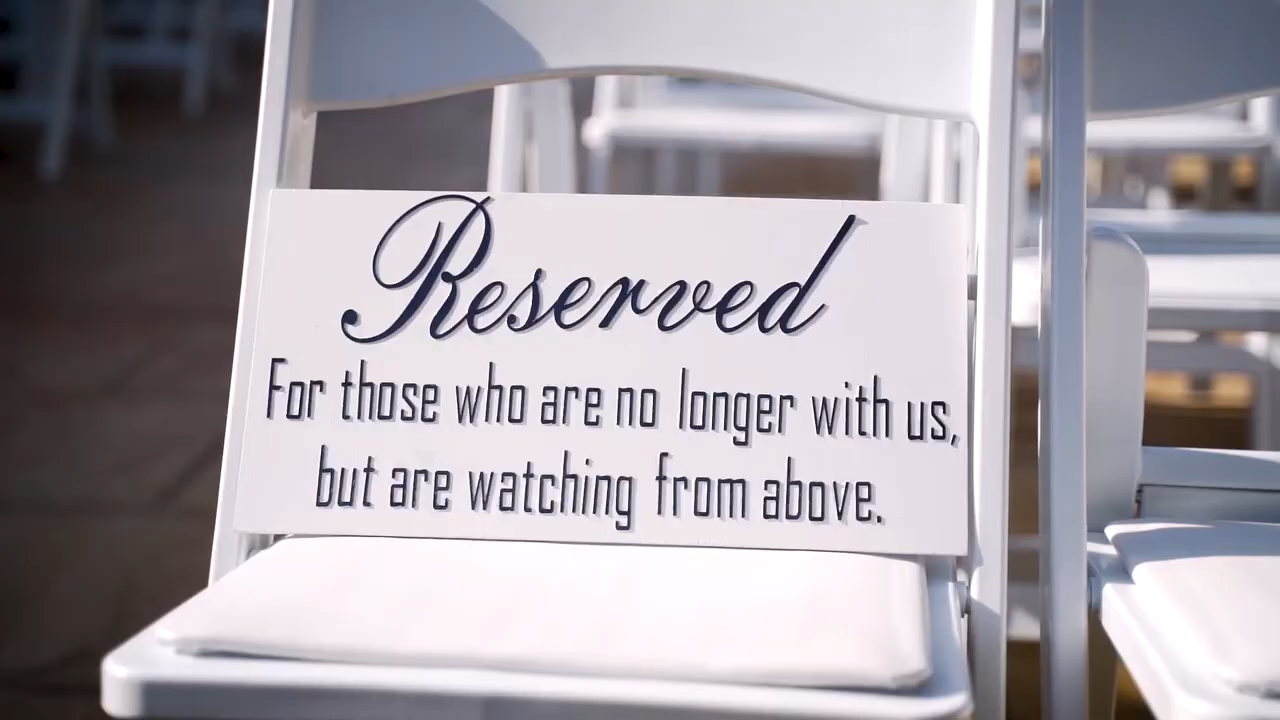 Reserved
For those who are no longer with us,
but are watching from above.